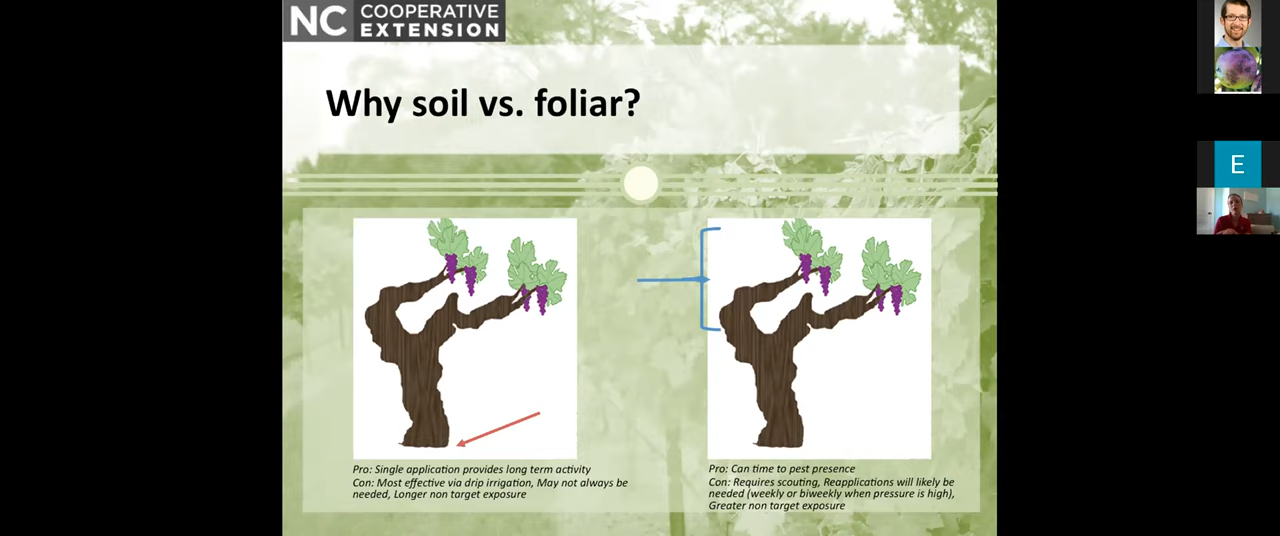 NC COOPERATIVE
EXTENSION
Why soil vs. foliar?
Pro: Single application provides long term activity
Con: Most effective via drip irrigation, May not always be
needed, Longer non target exposure
Pro: Can time to pest presence
Con: Requires scouting, Reapplications will likely be
needed (weekly or biweekly when pressure is high),
Greater non target exposure
E